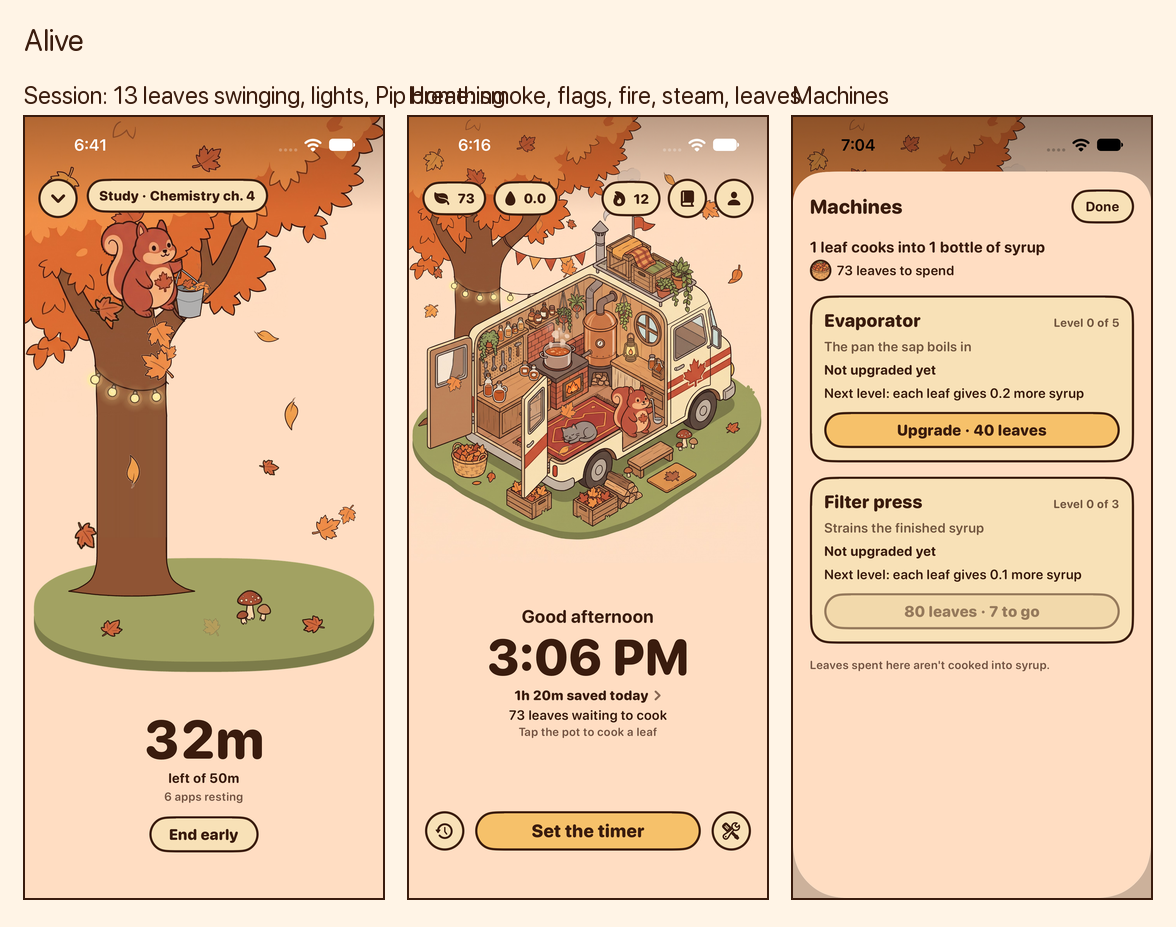 Alive
Session: 13 leaves swinging, lights, Pip breathing
Home: smoke, flags, fire, steam, leaves
Machines
6:41
Study · Chemistry ch. 4
32m
left of 50m
6 apps resting
End early
6:16
73
0.0
12
Good afternoon
3:06 PM
1h 20m saved today
73 leaves waiting to cook
Tap the pot to cook a leaf
Set the timer
7:04
Machines
Done
1 leaf cooks into 1 bottle of syrup
73 leaves to spend
Evaporator
Level 0 of 5
The pan the sap boils in
Not upgraded yet
Next level: each leaf gives 0.2 more syrup
Upgrade · 40 leaves
Filter press
Level 0 of 3
Strains the finished syrup
Not upgraded yet
Next level: each leaf gives 0.1 more syrup
80 leaves · 7 to go
Leaves spent here aren't cooked into syrup.